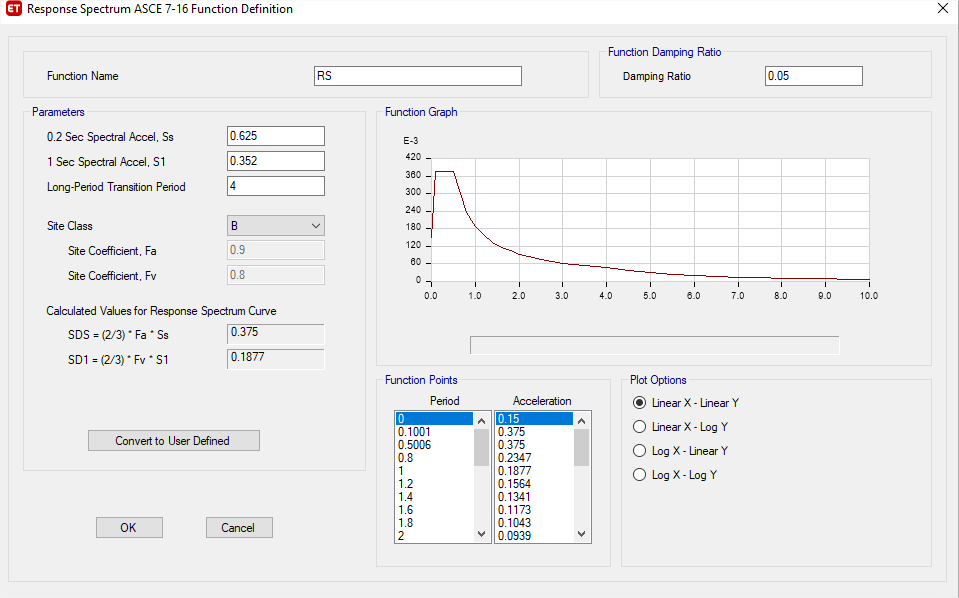 ET Response Spectrum ASCE 7-16 Function Definition
Function Name
RS
Function Damping Ratio
Damping Ratio
0.05
Parameters
0.2 Sec Spectral Accel, Ss
0.625
1 Sec Spectral Accel, S1
0.352
Long-Period Transition Period
4
Site Class
B
Site Coefficient, Fa
0.9
Site Coefficient, Fv
0.8
Calculated Values for Response Spectrum Curve
SDS = (2/3) * Fa * Ss
0.375
SD1 = (2/3) * Fv * S1
0.1877
Convert to User Defined
OK
Cancel
Function Graph
E-3
420
360
300
240
180
120
60
0
0.0 1.0 2.0 3.0 4.0 5.0 6.0 7.0 8.0 9.0 10.0
Function Points
Period Acceleration
0 0.15
0.1001 0.375
0.5006 0.375
0.8 0.2347
1 0.1877
1.2 0.1564
1.4 0.1341
1.6 0.1173
1.8 0.1043
2 0.0939
Plot Options
Linear X - Linear Y
Linear X - Log Y
Log X - Linear Y
Log X - Log Y